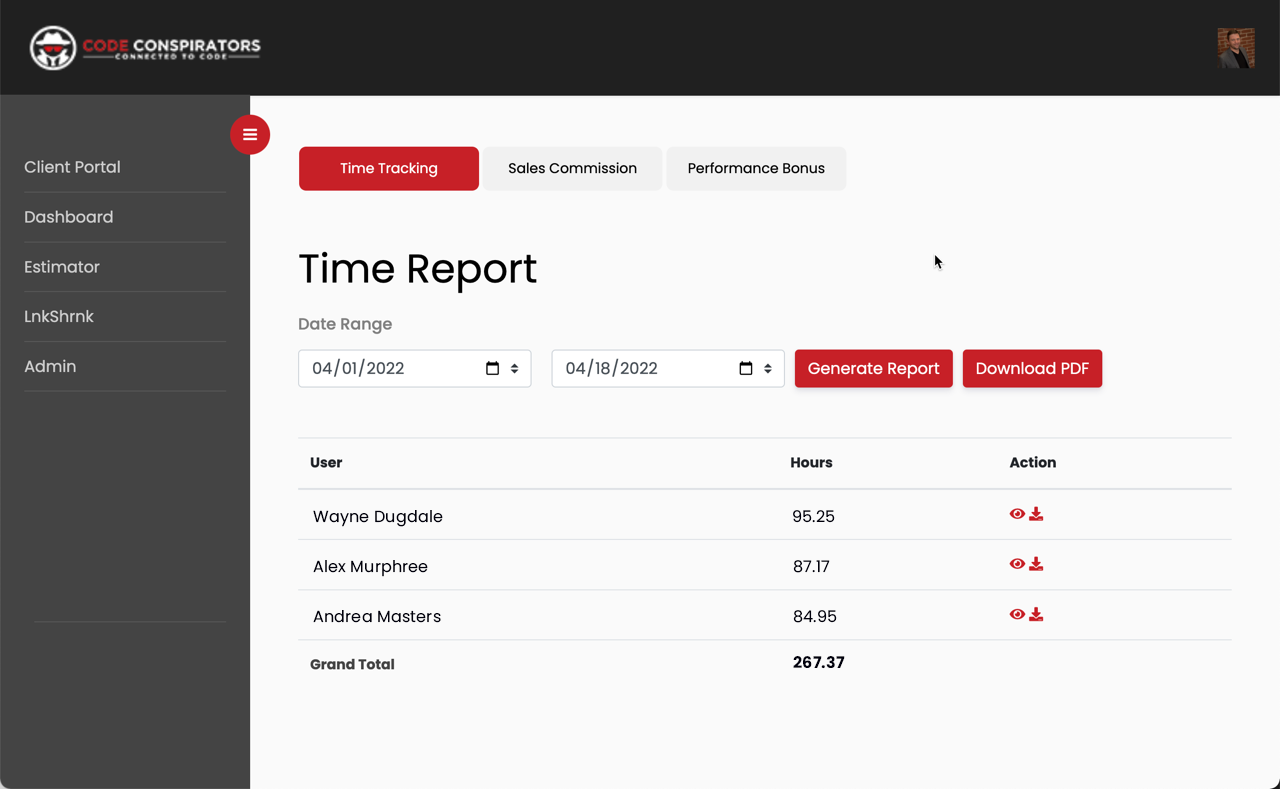 CODE CONSPIRATORS
CONNECTED TO CODE
Client Portal
Dashboard
Estimator
LnkShrnk
Admin
Time Tracking Sales Commission Performance Bonus
Time Report
Date Range
04/01/2022 04/18/2022 Generate Report Download PDF
User Hours Action
Wayne Dugdale 95.25
Alex Murphree 87.17
Andrea Masters 84.95
Grand Total 267.37